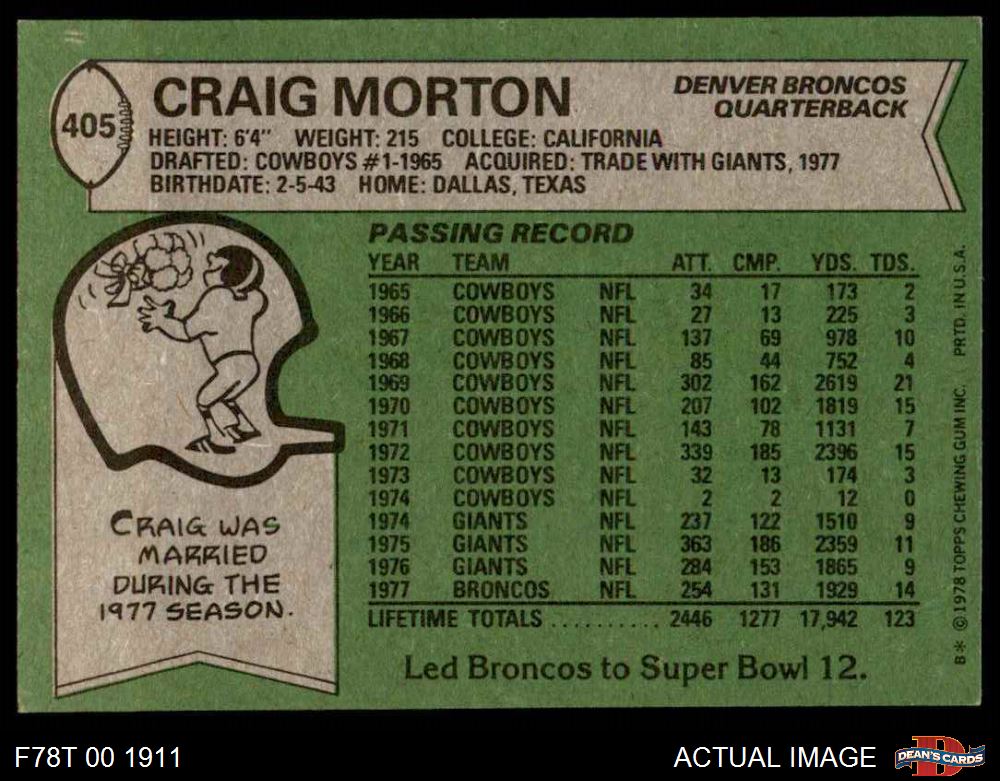 405
CRAIG MORTON
DENVER BRONCOS
QUARTERBACK
HEIGHT: 6'4" WEIGHT: 215 COLLEGE: CALIFORNIA
DRAFTED: COWBOYS #1-1965 ACQUIRED: TRADE WITH GIANTS, 1977
BIRTHDATE: 2-5-43 HOME: DALLAS, TEXAS
PASSING RECORD
YEAR TEAM ATT. CMP. YDS. TDS.
1965 COWBOYS NFL 34 17 173 2
1966 COWBOYS NFL 27 13 225 3
1967 COWBOYS NFL 137 69 978 10
1968 COWBOYS NFL 85 44 752 4
1969 COWBOYS NFL 302 162 2619 21
1970 COWBOYS NFL 207 102 1819 15
1971 COWBOYS NFL 143 78 1131 7
1972 COWBOYS NFL 339 185 2396 15
1973 COWBOYS NFL 32 13 174 3
1974 COWBOYS NFL 2 2 12 0
1974 GIANTS NFL 237 122 1510 9
1975 GIANTS NFL 363 186 2359 11
1976 GIANTS NFL 284 153 1865 9
1977 BRONCOS NFL 254 131 1929 14
LIFETIME TOTALS .......... 2446 1277 17,942 123
Led Broncos to Super Bowl 12.
CRAIG WAS
MARRIED
DURING THE
1977 SEASON.
B* © 1978 TOPPS CHEWING GUM INC. PRTD. IN U.S.A.
F78T 00 1911
ACTUAL IMAGE
D
DEAN'S CARDS